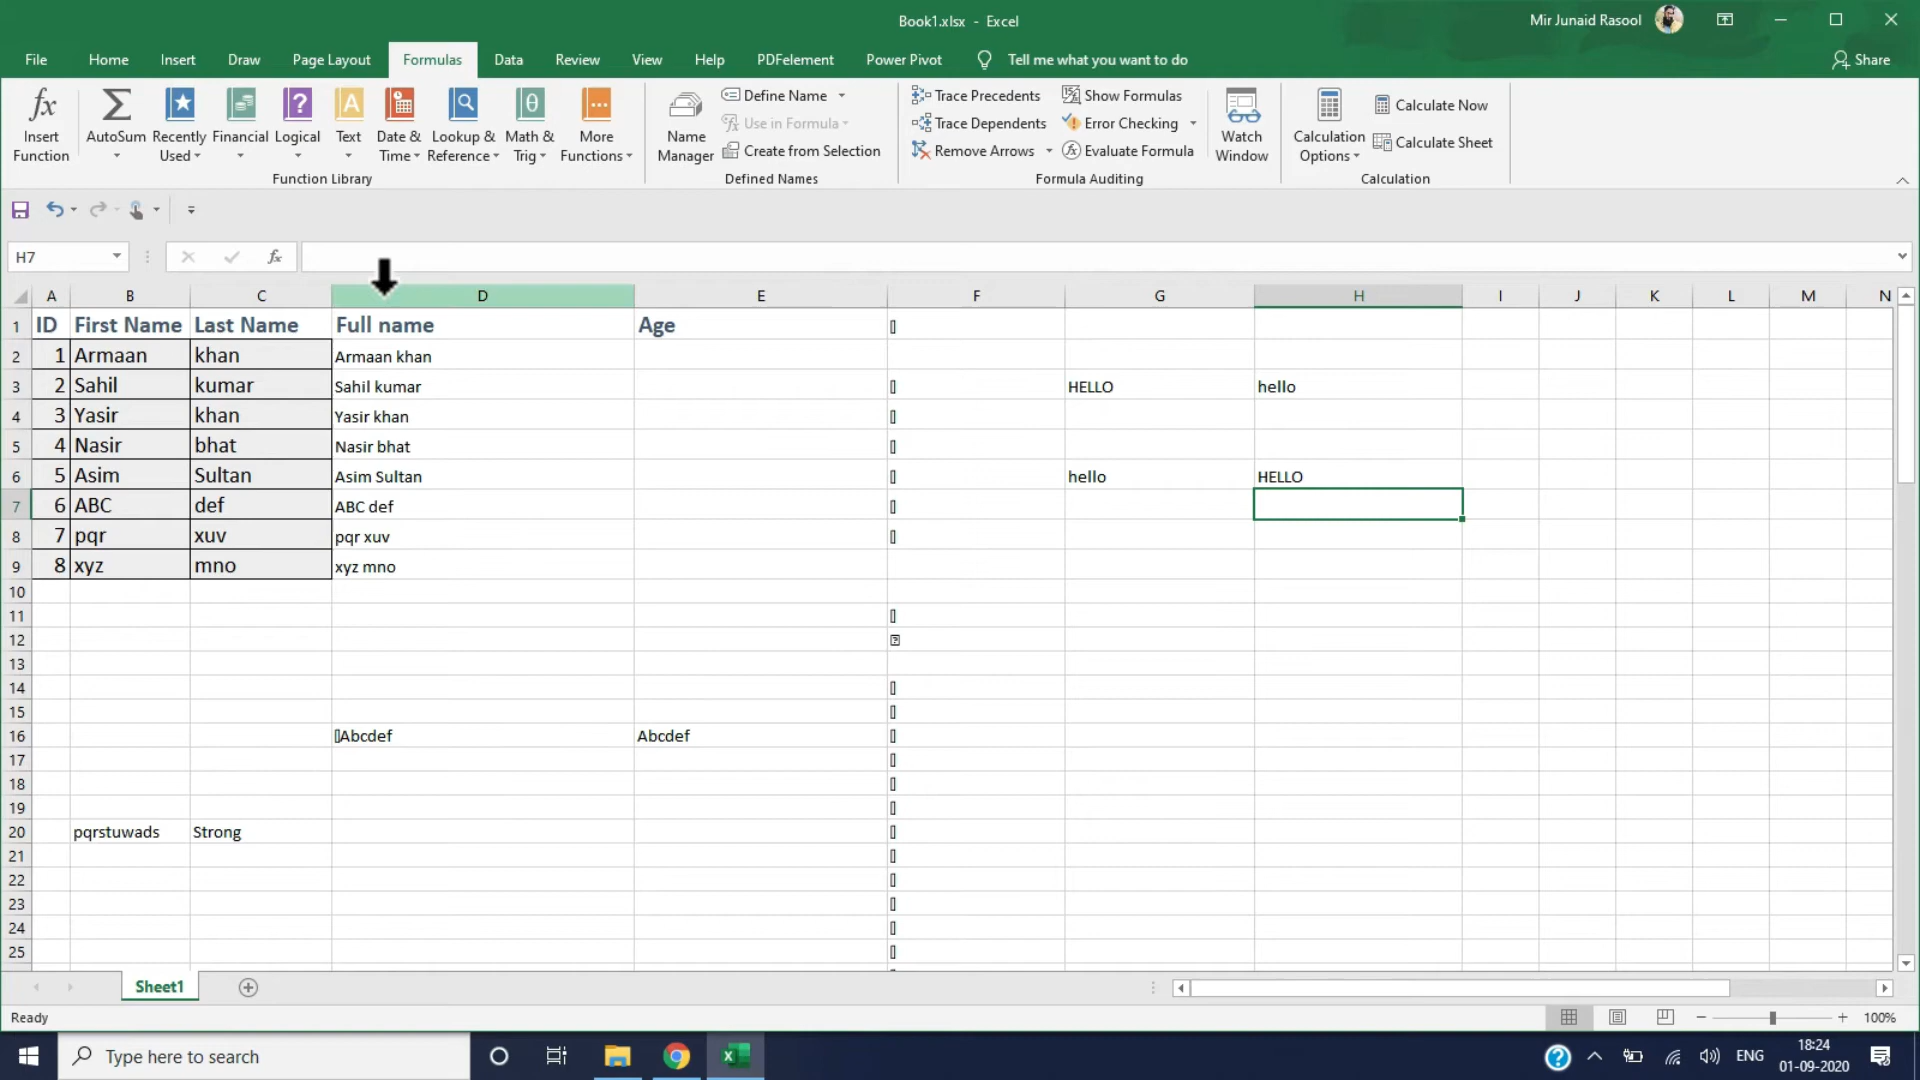 Book1.xlsx - Excel
Mir Junaid Rasool
File Home Insert Draw Page Layout Formulas Data Review View Help PDFelement Power Pivot Tell me what you want to do Share
fx
Insert Function
AutoSum
Recently Used
Financial
Logical
Text
Date & Time
Lookup & Reference
Math & Trig
More Functions
Function Library
Name Manager
Define Name
Use in Formula
Create from Selection
Defined Names
Trace Precedents
Trace Dependents
Remove Arrows
Show Formulas
Error Checking
Evaluate Formula
Watch Window
Formula Auditing
Calculation Options
Calculate Now
Calculate Sheet
Calculation
H7 fx
A B C D E F G H I J K L M N
1 ID First Name Last Name Full name Age
2 1 Armaan khan Armaan khan
3 2 Sahil kumar Sahil kumar HELLO hello
4 3 Yasir khan Yasir khan
5 4 Nasir bhat Nasir bhat
6 5 Asim Sultan Asim Sultan hello HELLO
7 6 ABC def ABC def
8 7 pqr xuv pqr xuv
9 8 xyz mno xyz mno
10
11
12
13
14
15
16 Abcdef Abcdef
17
18
19
20 pqrstuwads Strong
21
22
23
24
25
Sheet1
Ready 100%
Type here to search
ENG
18:24
01-09-2020